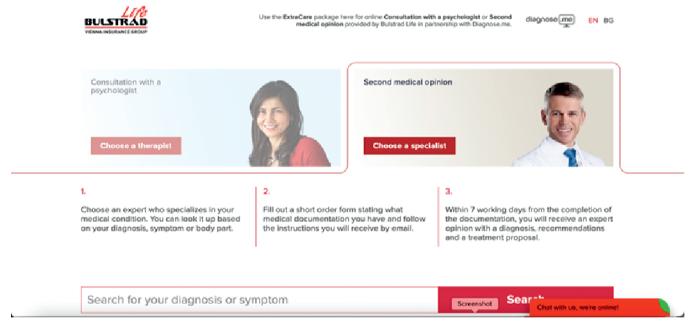 Life
BULSTRAD
VIENNA INSURANCE GROUP
Use the ExtraCare package here for online Consultation with a psychologist or Second
medical opinion provided by Bulstrad Life in partnership with Diagnose.me.
diagnose.me
EN BG
Consultation with a
psychologist
Choose a therapist
Second medical opinion
Choose a specialist
1.
Choose an expert who specializes in your
medical condition. You can look it up based
on your diagnosis, symptom or body part.
2.
Fill out a short order form stating what
medical documentation you have and follow
the instructions you will receive by email.
3.
Within 7 working days from the completion of
the documentation, you will receive an expert
opinion with a diagnosis, recommendations
and a treatment proposal.
Search for your diagnosis or symptom
Search
Screenshot
Chat with us, we're online!